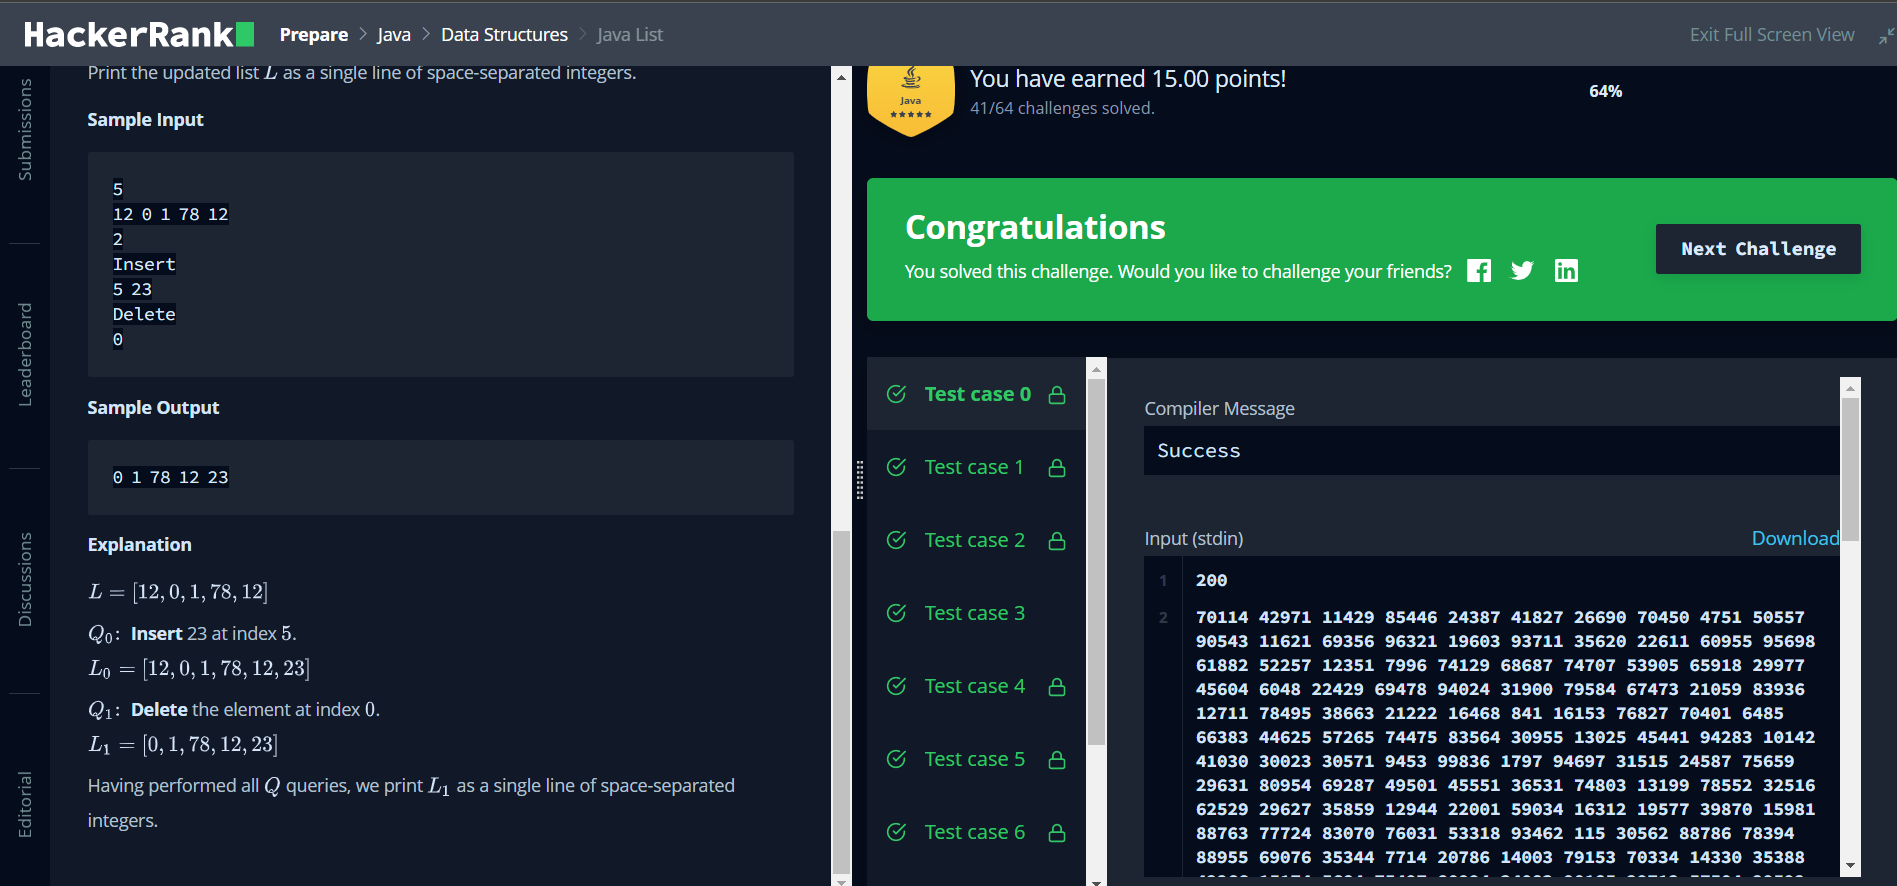 HackerRank
Prepare > Java > Data Structures > Java List
Exit Full Screen View
Submissions
Leaderboard
Discussions
Editorial
Print the updated list L as a single line of space-separated integers.
Sample Input
5
12 0 1 78 12
2
Insert
5 23
Delete
0
Sample Output
0 1 78 12 23
Explanation
L = [12, 0, 1, 78, 12]
Q0: Insert 23 at index 5.
L0 = [12, 0, 1, 78, 12, 23]
Q1: Delete the element at index 0.
L1 = [0, 1, 78, 12, 23]
Having performed all Q queries, we print L1 as a single line of space-separated
integers.
Java
You have earned 15.00 points!
41/64 challenges solved.
64%
Congratulations
You solved this challenge. Would you like to challenge your friends?
Next Challenge
Test case 0
Test case 1
Test case 2
Test case 3
Test case 4
Test case 5
Test case 6
Compiler Message
Success
Input (stdin)
Download
1 200
2 70114 42971 11429 85446 24387 41827 26690 70450 4751 50557
90543 11621 69356 96321 19603 93711 35620 22611 60955 95698
61882 52257 12351 7996 74129 68687 74707 53905 65918 29977
45604 6048 22429 69478 94024 31900 79584 67473 21059 83936
12711 78495 38663 21222 16468 841 16153 76827 70401 6485
66383 44625 57265 74475 83564 30955 13025 45441 94283 10142
41030 30023 30571 9453 99836 1797 94697 31515 24587 75659
29631 80954 69287 49501 45551 36531 74803 13199 78552 32516
62529 29627 35859 12944 22001 59034 16312 19577 39870 15981
88763 77724 83070 76031 53318 93462 115 30562 88786 78394
88955 69076 35344 7714 20786 14003 79153 70334 14330 35388